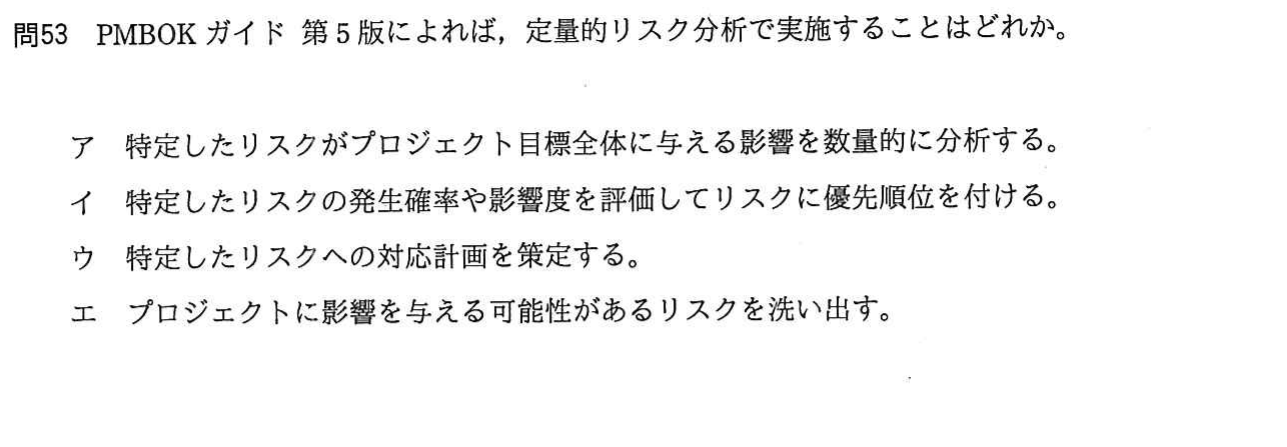 問53 PMBOK ガイド 第5版によれば，定量的リスク分析で実施することはどれか。
ア 特定したリスクがプロジェクト目標全体に与える影響を数量的に分析する。
イ 特定したリスクの発生確率や影響度を評価してリスクに優先順位を付ける。
ウ 特定したリスクへの対応計画を策定する。
エ プロジェクトに影響を与える可能性があるリスクを洗い出す。